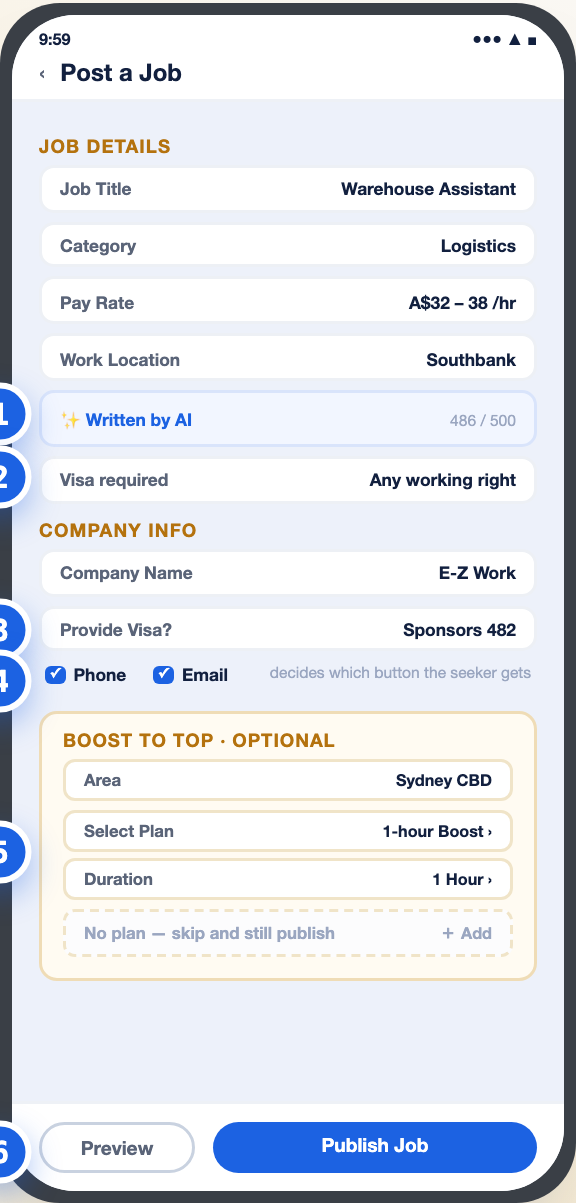 9:59
‹ Post a Job
JOB DETAILS
Job Title Warehouse Assistant
Category Logistics
Pay Rate A$32 – 38 /hr
Work Location Southbank
1 ✨ Written by AI 486 / 500
2 Visa required Any working right
COMPANY INFO
Company Name E-Z Work
3 Provide Visa? Sponsors 482
4 Phone Email decides which button the seeker gets
BOOST TO TOP · OPTIONAL
Area Sydney CBD
5 Select Plan 1-hour Boost ›
Duration 1 Hour ›
No plan — skip and still publish + Add
6 Preview Publish Job